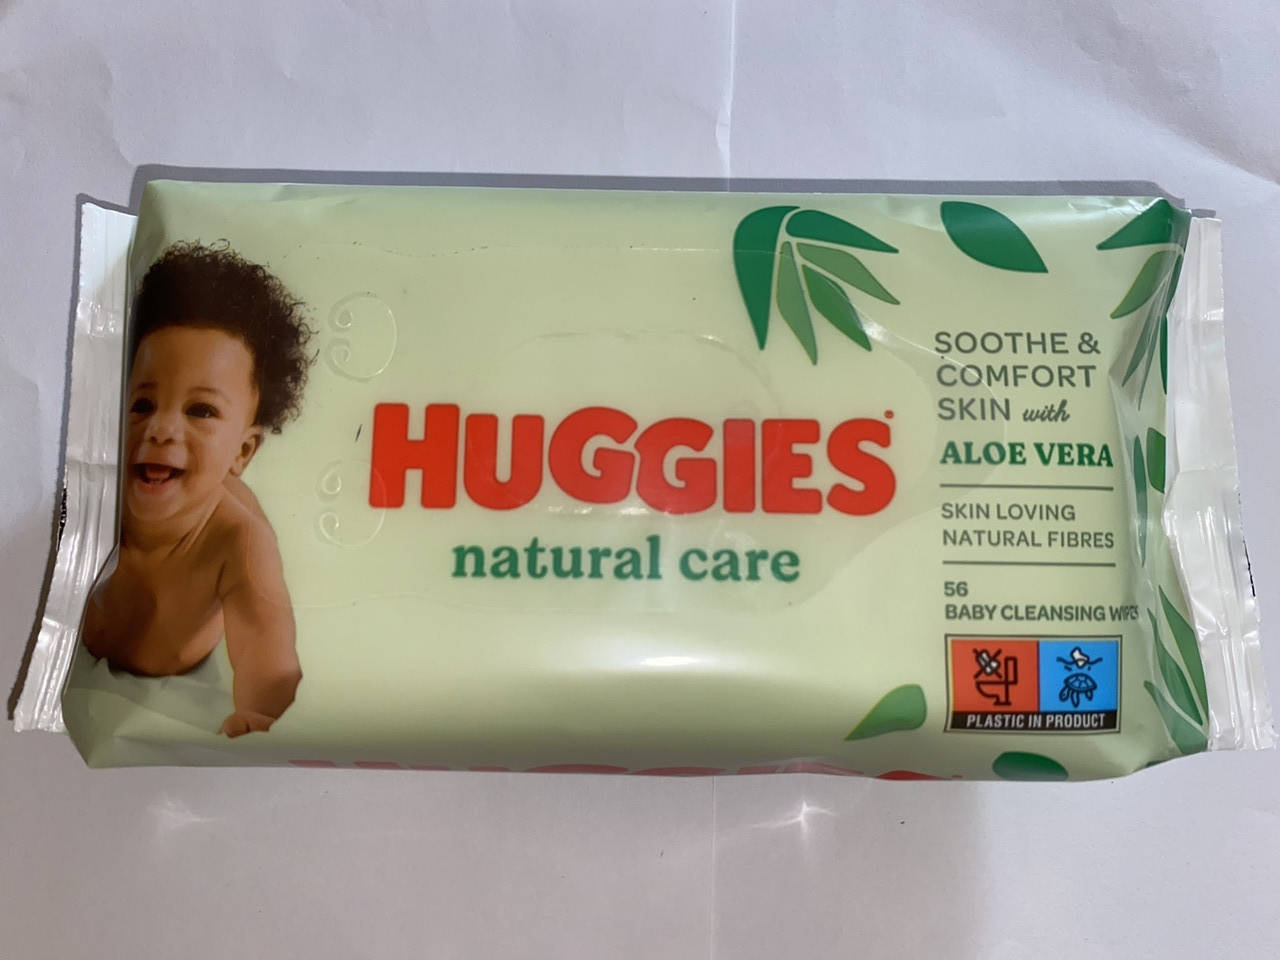 HUGGIES®
natural care
SOOTHE &
COMFORT
SKIN with
ALOE VERA
SKIN LOVING
NATURAL FIBRES
56
BABY CLEANSING WIPES
PLASTIC IN PRODUCT